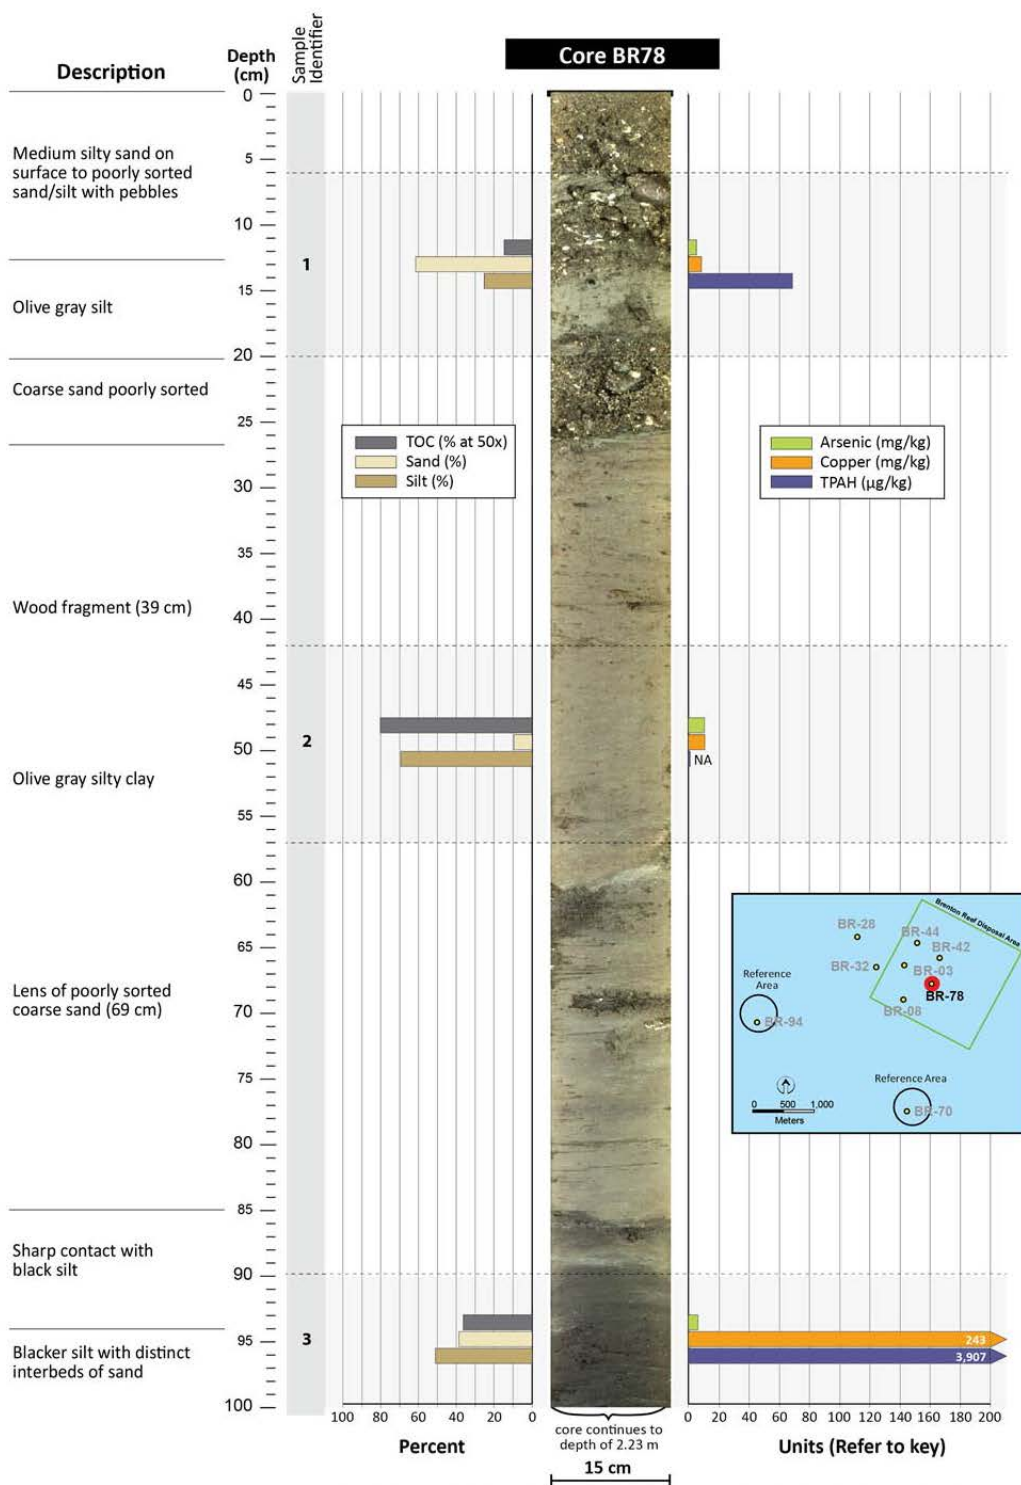 Core BR78
Description
Depth
(cm)
Sample
Identifier
0
5
10
15
20
25
30
35
40
45
50
55
60
65
70
75
80
85
90
95
100
Medium silty sand on
surface to poorly sorted
sand/silt with pebbles
Olive gray silt
Coarse sand poorly sorted
Wood fragment (39 cm)
Olive gray silty clay
Lens of poorly sorted
coarse sand (69 cm)
Sharp contact with
black silt
Blacker silt with distinct
interbeds of sand
1
2
3
TOC (% at 50x)
Sand (%)
Silt (%)
Arsenic (mg/kg)
Copper (mg/kg)
TPAH (µg/kg)
NA
Brenton Reef Disposal Area
BR-28
BR-44
BR-42
BR-32
BR-03
BR-78
BR-08
Reference
Area
BR-94
Reference Area
BR-70
0 500 1,000
Meters
243
3,907
100 80 60 40 20 0
Percent
core continues to
depth of 2.23 m
15 cm
0 20 40 60 80 100 120 140 160 180 200
Units (Refer to key)